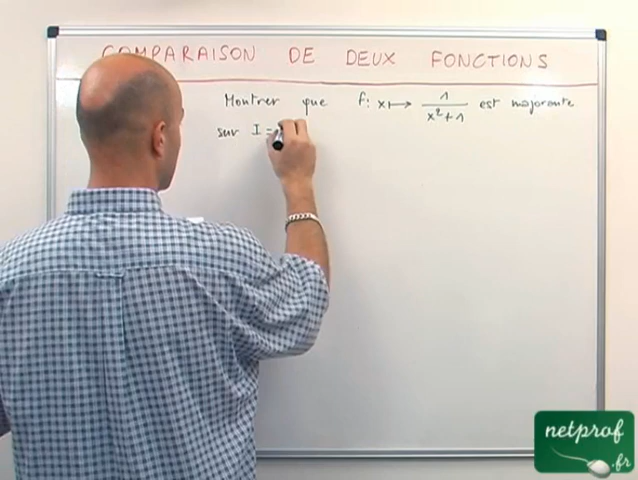 COMPARAISON DE DEUX FONCTIONS
Montrer que f: x ⟼ 1/(x²+1) est majorante
sur I =
netprof
.fr